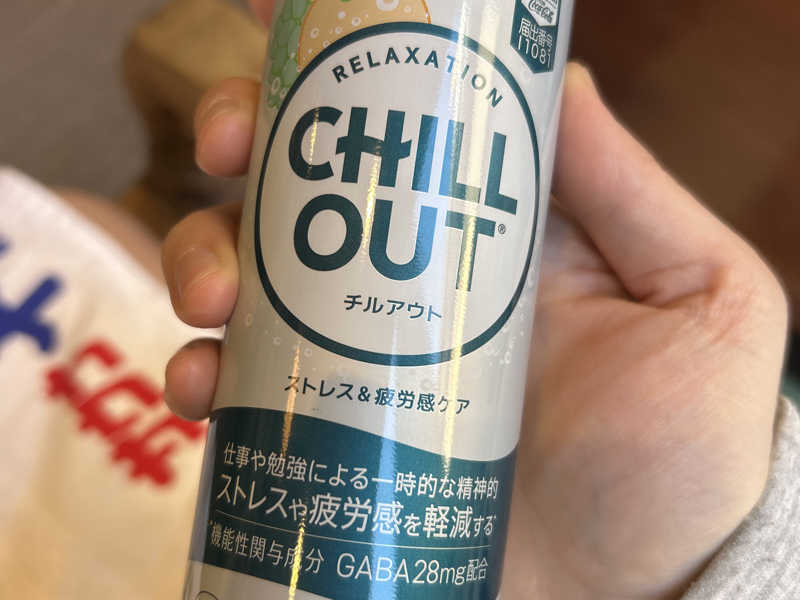 届出番号
I1081
RELAXATION
CHILL
OUT®
チルアウト
ストレス&疲労感ケア
仕事や勉強による一時的な精神的
ストレスや疲労感を軽減する*
*機能性関与成分 GABA28mg配合